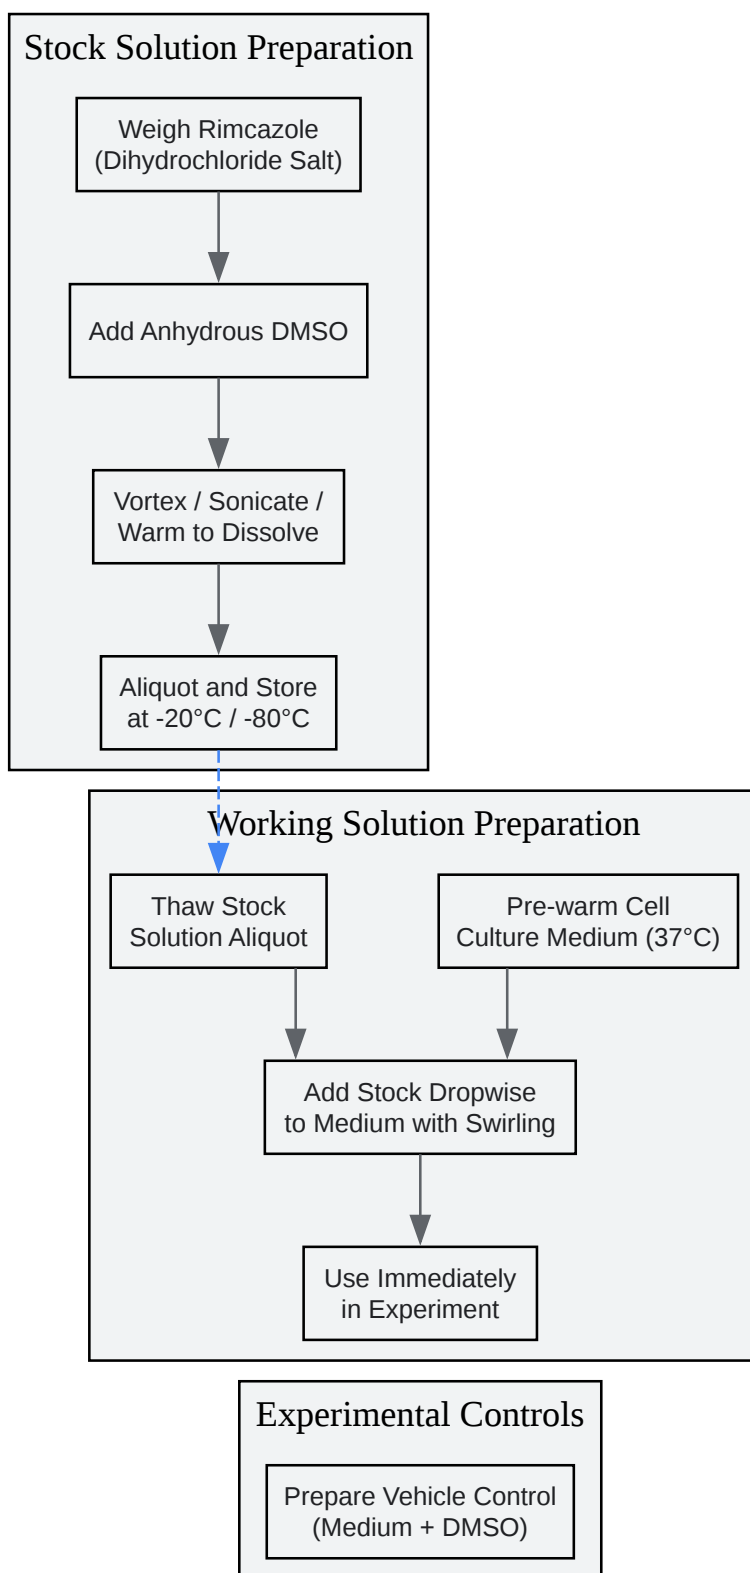 Stock Solution Preparation
Weigh Rimcazole
(Dihydrochloride Salt)
Add Anhydrous DMSO
Vortex / Sonicate /
Warm to Dissolve
Aliquot and Store
at -20°C / -80°C
Working Solution Preparation
Thaw Stock
Solution Aliquot
Pre-warm Cell
Culture Medium (37°C)
Add Stock Dropwise
to Medium with Swirling
Use Immediately
in Experiment
Experimental Controls
Prepare Vehicle Control
(Medium + DMSO)